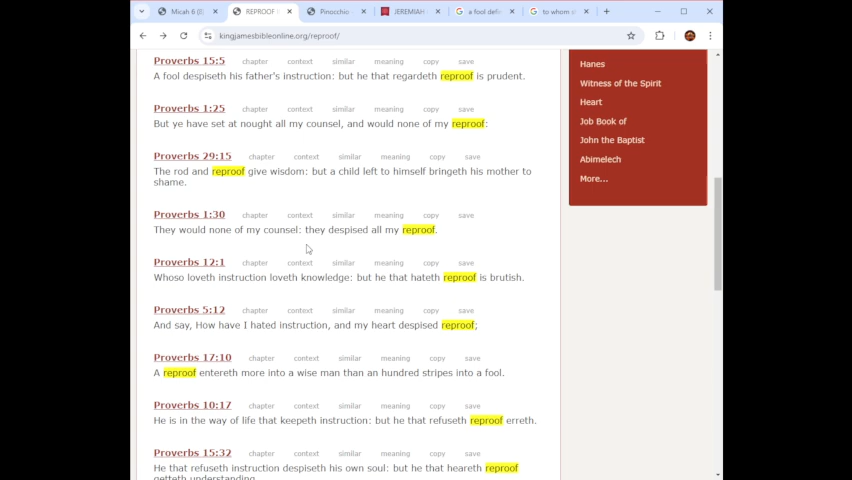 Micah 6 (
REPROOF
Pinocchio
JEREMIAH
a fool defi
to whom s
kingjamesbibleonline.org/reproof/
Proverbs 15:5 chapter context similar meaning copy save
A fool despiseth his father's instruction: but he that regardeth reproof is prudent.
Proverbs 1:25 chapter context similar meaning copy save
But ye have set at nought all my counsel, and would none of my reproof:
Proverbs 29:15 chapter context similar meaning copy save
The rod and reproof give wisdom: but a child left to himself bringeth his mother to
shame.
Proverbs 1:30 chapter context similar meaning copy save
They would none of my counsel: they despised all my reproof.
Proverbs 12:1 chapter context similar meaning copy save
Whoso loveth instruction loveth knowledge: but he that hateth reproof is brutish.
Proverbs 5:12 chapter context similar meaning copy save
And say, How have I hated instruction, and my heart despised reproof;
Proverbs 17:10 chapter context similar meaning copy save
A reproof entereth more into a wise man than an hundred stripes into a fool.
Proverbs 10:17 chapter context similar meaning copy save
He is in the way of life that keepeth instruction: but he that refuseth reproof erreth.
Proverbs 15:32 chapter context similar meaning copy save
He that refuseth instruction despiseth his own soul: but he that heareth reproof
getteth understanding.
Hanes
Witness of the Spirit
Heart
Job Book of
John the Baptist
Abimelech
More...